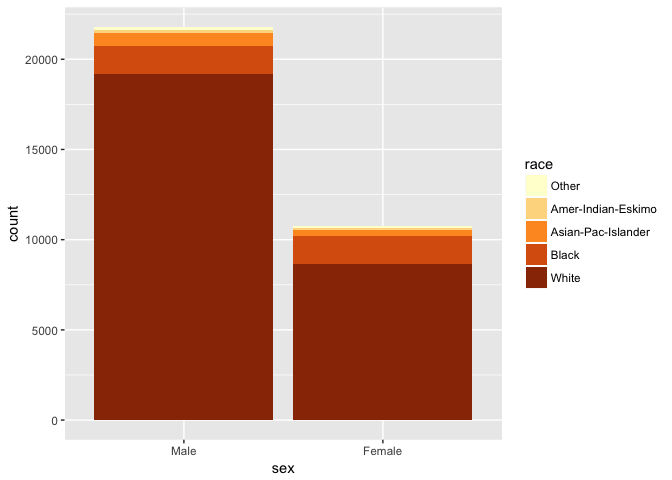 20000
15000
10000
5000
0
count
Male
Female
sex
race
Other
Amer-Indian-Eskimo
Asian-Pac-Islander
Black
White